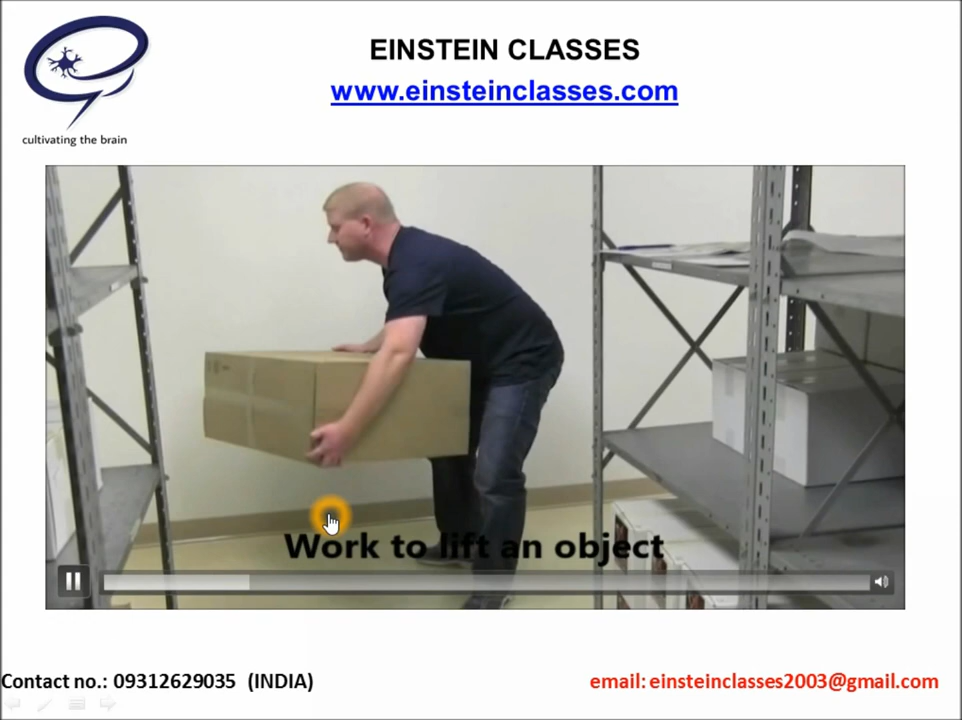 EINSTEIN CLASSES
www.einsteinclasses.com
cultivating the brain
Work to lift an object
Contact no.: 09312629035 (INDIA)
email: einsteinclasses2003@gmail.com